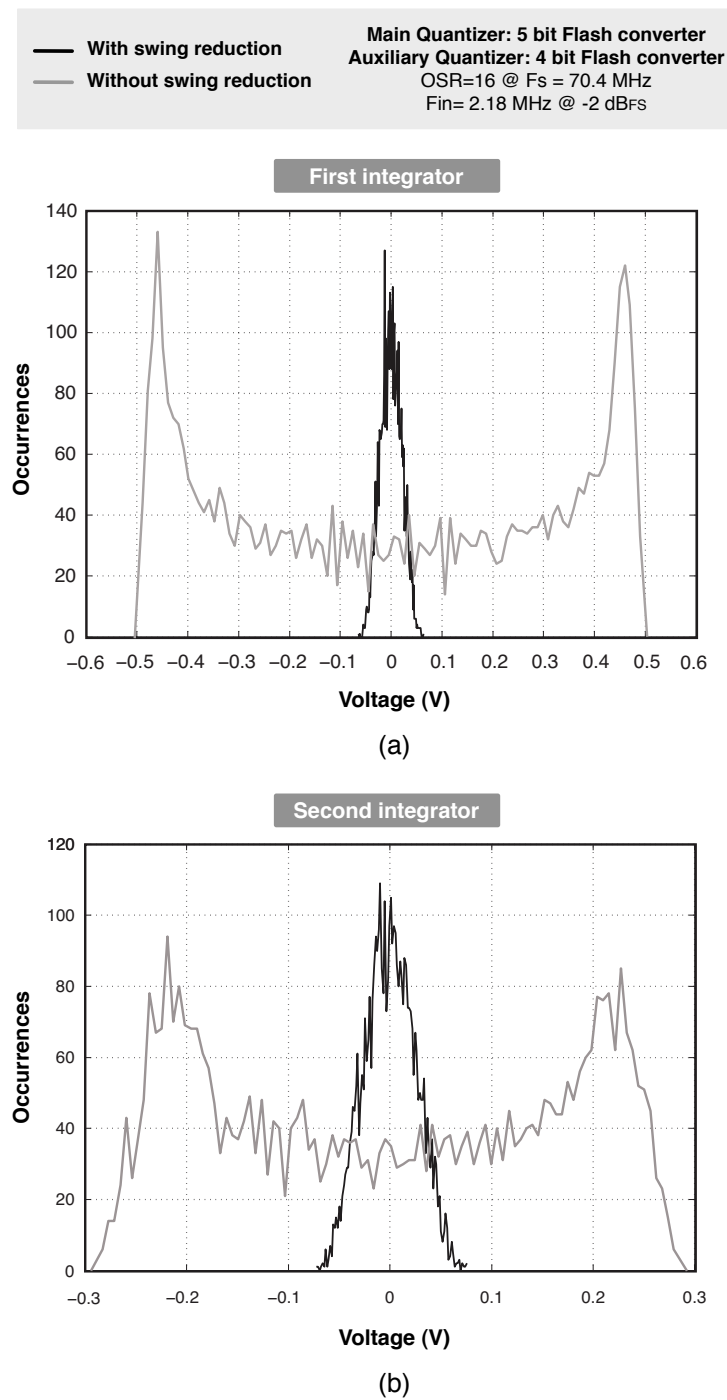 With swing reduction
Without swing reduction
Main Quantizer: 5 bit Flash converter
Auxiliary Quantizer: 4 bit Flash converter
OSR=16 @ Fs = 70.4 MHz
Fin= 2.18 MHz @ -2 dBFS
First integrator
140
120
100
80
60
40
20
0
Occurrences
−0.6 −0.5 −0.4 −0.3 −0.2 −0.1 0 0.1 0.2 0.3 0.4 0.5 0.6
Voltage (V)
(a)
Second integrator
120
100
80
60
40
20
0
Occurrences
−0.3 −0.2 −0.1 0 0.1 0.2 0.3
Voltage (V)
(b)